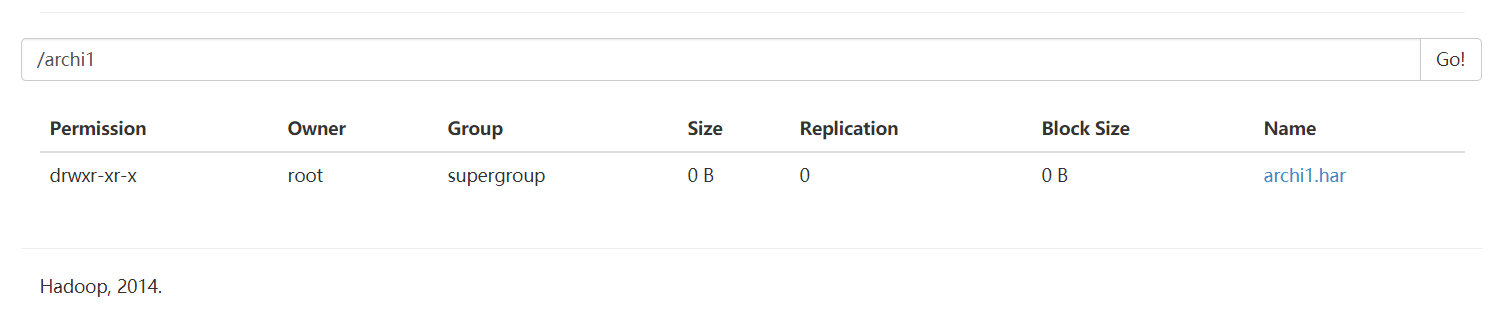 /archi1 Go!
Permission Owner Group Size Replication Block Size Name
drwxr-xr-x root supergroup 0 B 0 0 B archi1.har
Hadoop, 2014.